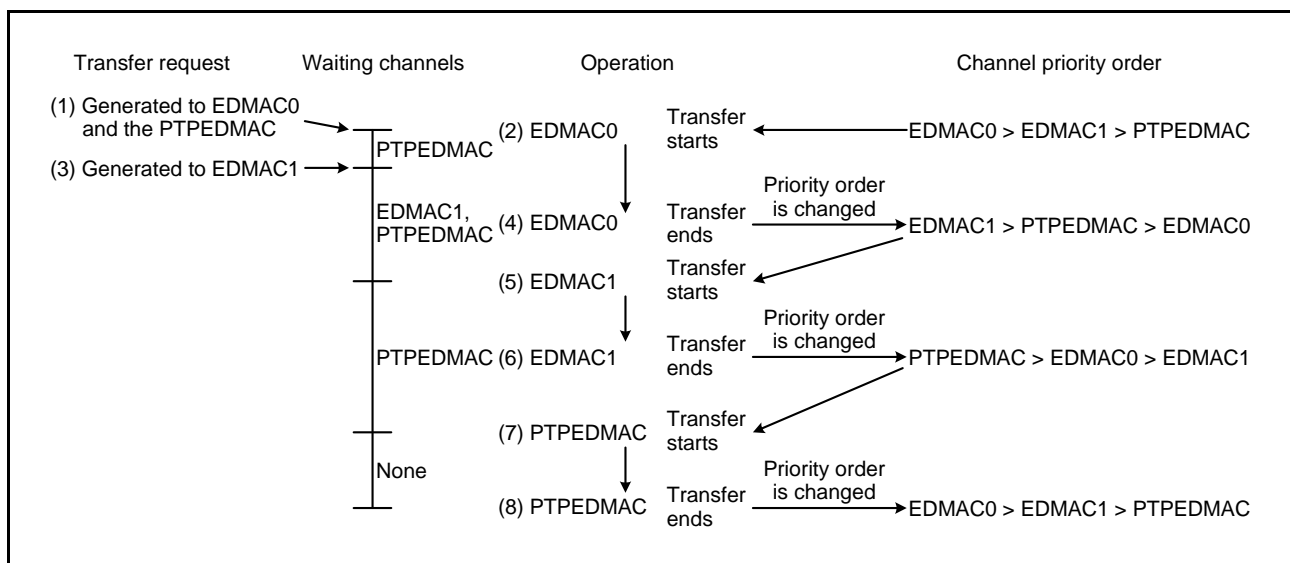 Transfer request
Waiting channels
Operation
Channel priority order
(1) Generated to EDMAC0
and the PTPEDMAC
PTPEDMAC
(2) EDMAC0
Transfer
starts
EDMAC0 > EDMAC1 > PTPEDMAC
(3) Generated to EDMAC1
EDMAC1,
PTPEDMAC
(4) EDMAC0
Transfer
ends
Priority order
is changed
EDMAC1 > PTPEDMAC > EDMAC0
(5) EDMAC1
Transfer
starts
PTPEDMAC
(6) EDMAC1
Transfer
ends
Priority order
is changed
PTPEDMAC > EDMAC0 > EDMAC1
(7) PTPEDMAC
Transfer
starts
None
(8) PTPEDMAC
Transfer
ends
Priority order
is changed
EDMAC0 > EDMAC1 > PTPEDMAC